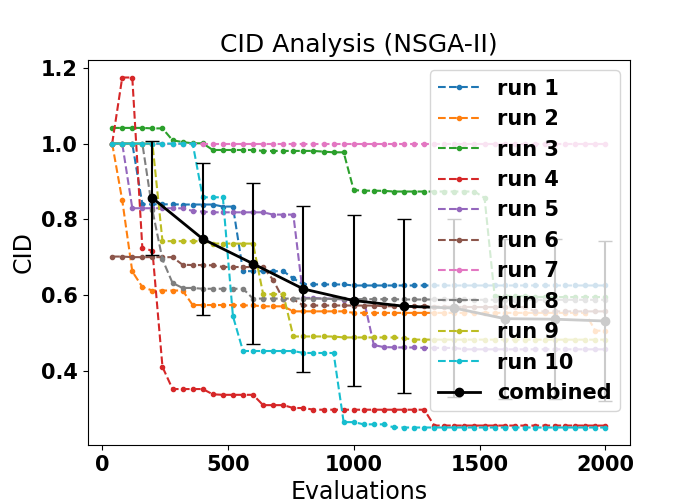 CID Analysis (NSGA-II)
1.2
1.0
0.8
0.6
0.4
CID
0
500
1000
1500
2000
Evaluations
run 1
run 2
run 3
run 4
run 5
run 6
run 7
run 8
run 9
run 10
combined